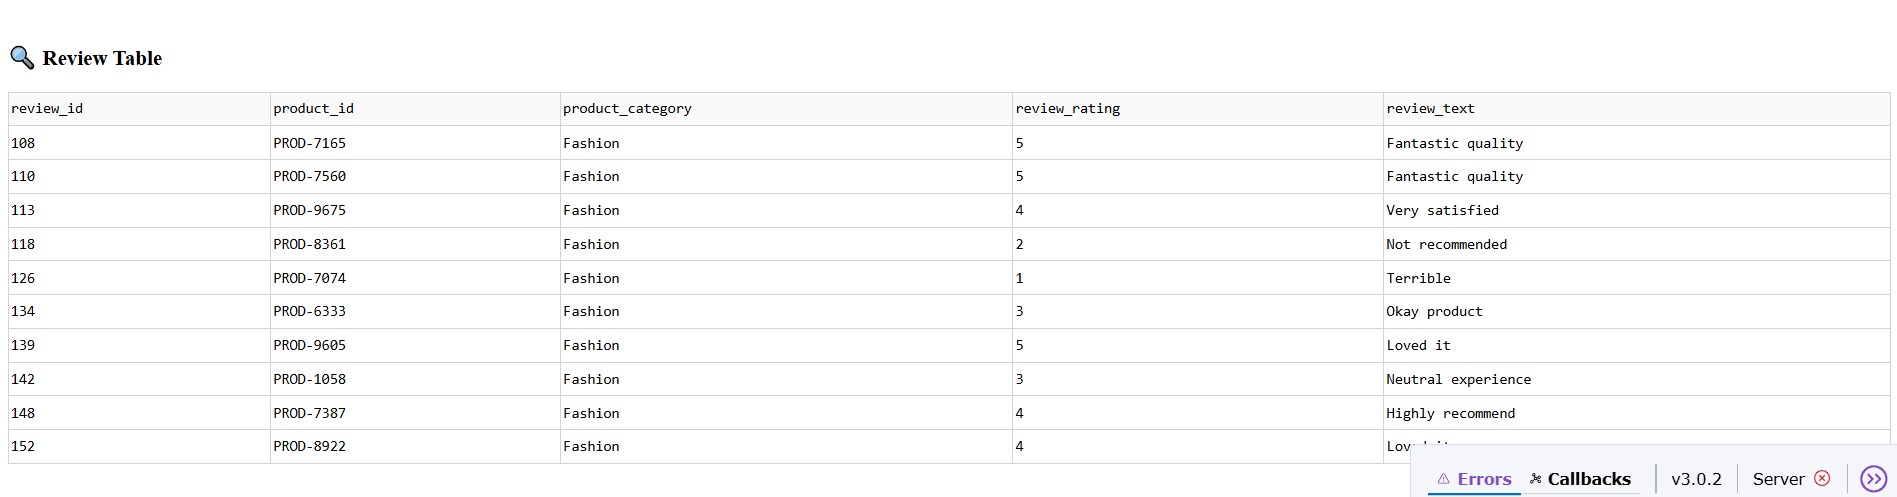 Review Table
review_id product_id product_category review_rating review_text
108 PROD-7165 Fashion 5 Fantastic quality
110 PROD-7560 Fashion 5 Fantastic quality
113 PROD-9675 Fashion 4 Very satisfied
118 PROD-8361 Fashion 2 Not recommended
126 PROD-7074 Fashion 1 Terrible
134 PROD-6333 Fashion 3 Okay product
139 PROD-9605 Fashion 5 Loved it
142 PROD-1058 Fashion 3 Neutral experience
148 PROD-7387 Fashion 4 Highly recommend
152 PROD-8922 Fashion 4
Errors Callbacks v3.0.2 Server